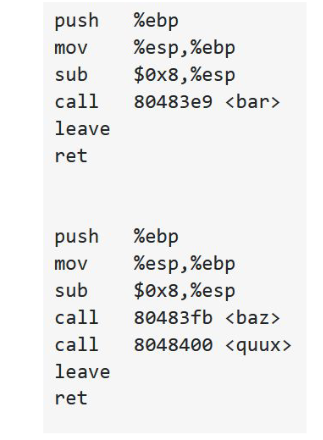 push   %ebp
mov    %esp,%ebp
sub    $0x8,%esp
call   80483e9 <bar>
leave
ret
push   %ebp
mov    %esp,%ebp
sub    $0x8,%esp
call   80483fb <baz>
call   8048400 <quux>
leave
ret